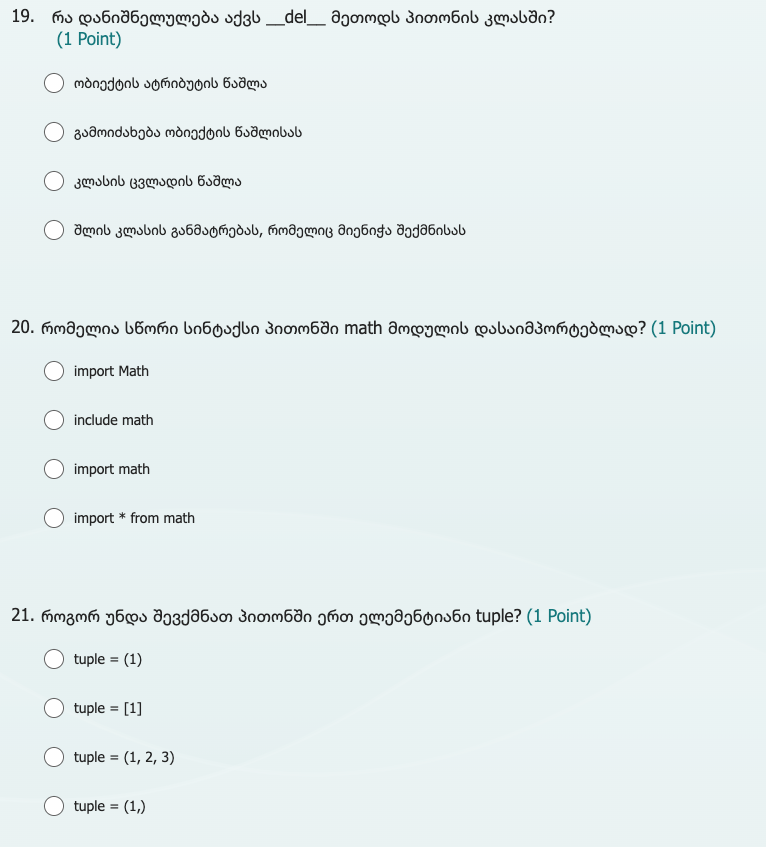 19. რა დანიშნელულება აქვს __del__ მეთოდს პითონის კლასში?
(1 Point)
ობიექტის ატრიბუტის წაშლა
გამოიძახება ობიექტის წაშლისას
კლასის ცვლადის წაშლა
შლის კლასის განმატრებას, რომელიც მიენიჭა შექმნისას
20. რომელია სწორი სინტაქსი პითონში math მოდულის დასაიმპორტებლად? (1 Point)
import Math
include math
import math
import * from math
21. როგორ უნდა შევქმნათ პითონში ერთ ელემენტიანი tuple? (1 Point)
tuple = (1)
tuple = [1]
tuple = (1, 2, 3)
tuple = (1,)